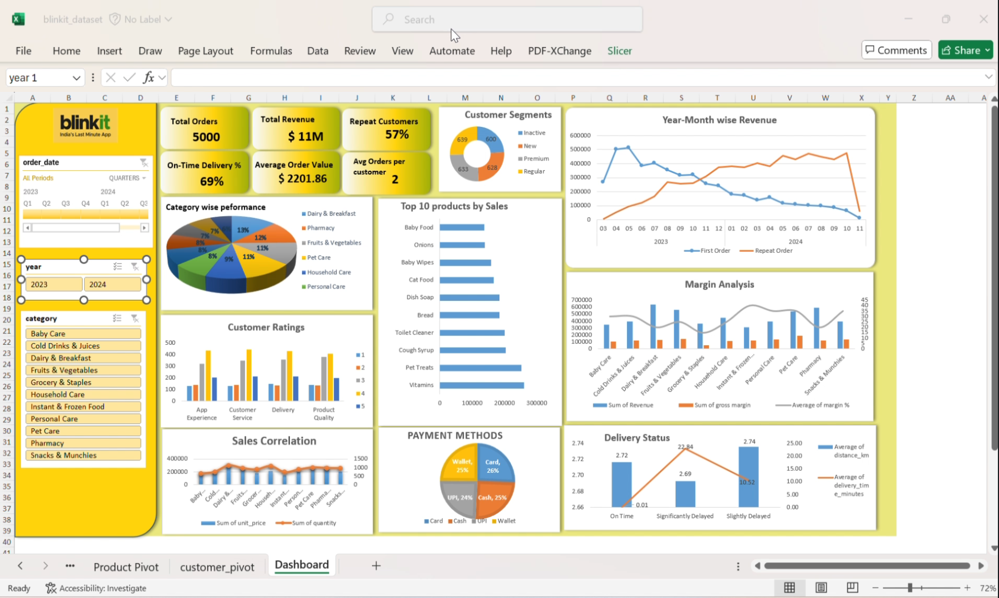 blinkit_dataset No Label
Search
File Home Insert Draw Page Layout Formulas Data Review View Automate Help PDF-XChange Slicer
Comments Share
year 1 fx
A B C D E F G H I J K L M N O P Q R S T U V W X Y Z AA A
1
2
3
4
5
6
7
8
9
10
11
12
13
14
15
16
17
18
19
20
21
22
23
24
25
26
27
28
29
30
31
32
33
34
35
36
37
38
39
40
41
blinkit
India's Last Minute App
order_date
All Periods QUARTERS
2023 2024
Q1 Q2 Q3 Q4 Q1 Q2 Q3
year
2023 2024
category
Baby Care
Cold Drinks & Juices
Dairy & Breakfast
Fruits & Vegetables
Grocery & Staples
Household Care
Instant & Frozen Food
Personal Care
Pet Care
Pharmacy
Snacks & Munchies
Total Orders
5000
Total Revenue
$ 11M
Repeat Customers
57%
On-Time Delivery %
69%
Average Order Value
$ 2201.86
Avg Orders per
customer 2
Customer Segments
639 600
633 628
Inactive
New
Premium
Regular
Year-Month wise Revenue
600000
500000
400000
300000
200000
100000
0
03 04 05 06 07 08 09 10 11 12 01 02 03 04 05 06 07 08 09 10 11
2023 2024
First Order Repeat Order
Category wise peformance
13%
12%
11%
11%
9%
8%
8%
8%
7%
7%
Dairy & Breakfast
Pharmacy
Fruits & Vegetables
Pet Care
Household Care
Personal Care
Top 10 products by Sales
Baby Food
Onions
Baby Wipes
Cat Food
Dish Soap
Bread
Toilet Cleaner
Cough Syrup
Pet Treats
Vitamins
0 100000 200000 300000
Margin Analysis
700000
600000
500000
400000
300000
200000
100000
0
45
40
35
30
25
20
15
10
5
0
Baby Care
Cold Drinks & Juices
Dairy & Breakfast
Fruits & Vegetables
Grocery & Staples
Household Care
Instant & Frozen...
Personal Care
Pet Care
Pharmacy
Snacks & Munchies
Sum of Revenue Sum of gross margin Average of margin %
Customer Ratings
500
400
300
200
100
0
App
Experience
Customer
Service
Delivery
Product
Quality
1
2
3
4
5
Sales Correlation
400000
200000
0
1500
1000
500
0
Baby...
Cold...
Dairy &...
Fruits...
Grocer...
Househ...
Instant...
Person...
Pet Care
Pharma...
Snacks...
Sum of unit_price Sum of quantity
PAYMENT METHODS
Wallet,
25%
Card,
26%
UPI, 24%
Cash, 25%
Card Cash UPI Wallet
Delivery Status
2.74
2.72
2.70
2.68
2.66
2.72
22.84
2.69
2.74
10.52
0.01
25.00
20.00
15.00
10.00
5.00
0.00
On Time Significantly Delayed Slightly Delayed
Average of
distance_km
Average of
delivery_tim
e_minutes
Product Pivot customer_pivot Dashboard
Ready Accessibility: Investigate
72%